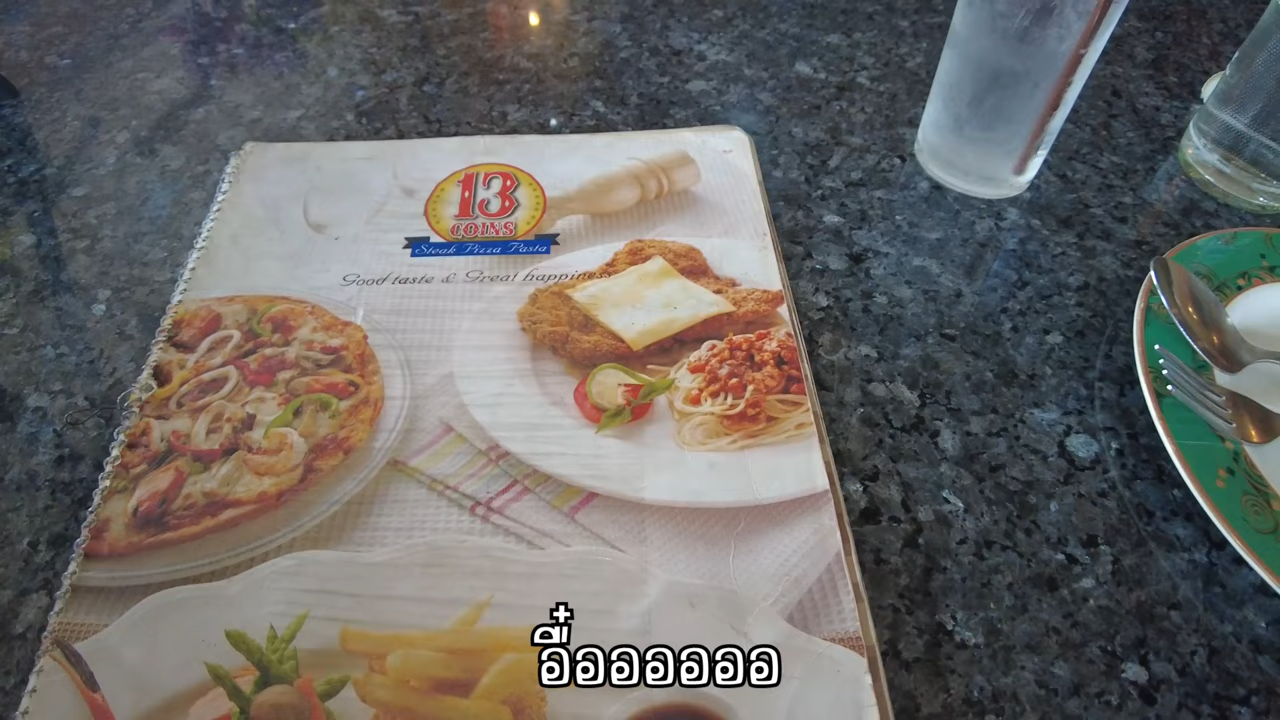 13
COINS
Steak Pizza Pasta
Good taste & Great happiness
อื๋ออออออ